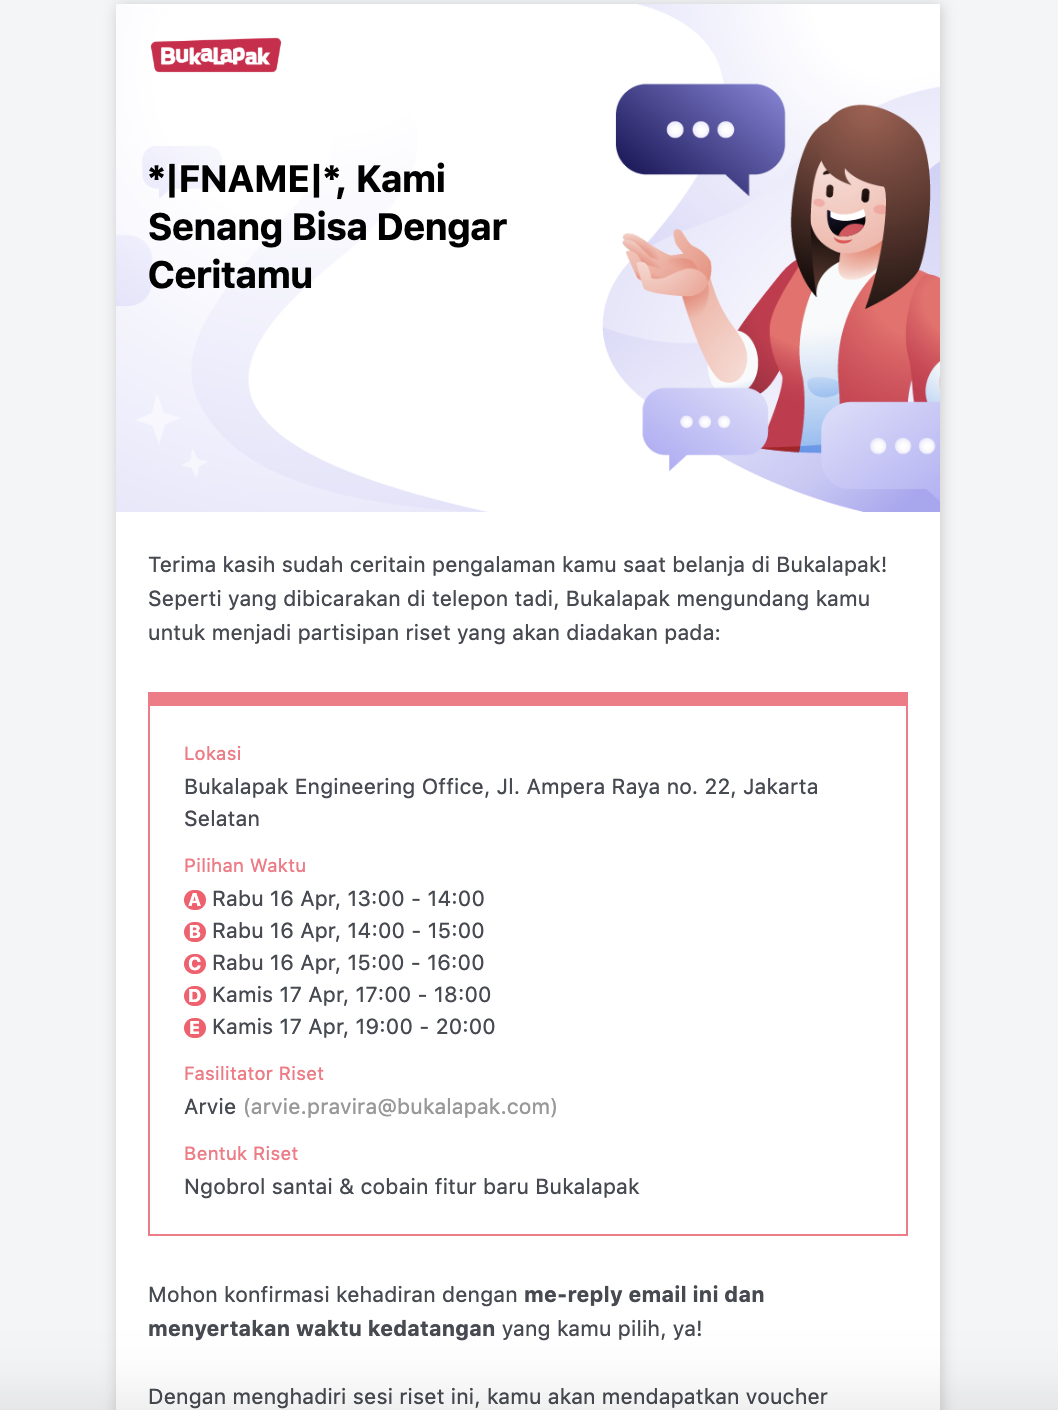 Bukalapak
*|FNAME|*, Kami
Senang Bisa Dengar
Ceritamu
Terima kasih sudah ceritain pengalaman kamu saat belanja di Bukalapak!
Seperti yang dibicarakan di telepon tadi, Bukalapak mengundang kamu
untuk menjadi partisipan riset yang akan diadakan pada:
Lokasi
Bukalapak Engineering Office, Jl. Ampera Raya no. 22, Jakarta
Selatan
Pilihan Waktu
A Rabu 16 Apr, 13:00 - 14:00
B Rabu 16 Apr, 14:00 - 15:00
C Rabu 16 Apr, 15:00 - 16:00
D Kamis 17 Apr, 17:00 - 18:00
E Kamis 17 Apr, 19:00 - 20:00
Fasilitator Riset
Arvie (arvie.pravira@bukalapak.com)
Bentuk Riset
Ngobrol santai & cobain fitur baru Bukalapak
Mohon konfirmasi kehadiran dengan me-reply email ini dan
menyertakan waktu kedatangan yang kamu pilih, ya!
Dengan menghadiri sesi riset ini, kamu akan mendapatkan voucher